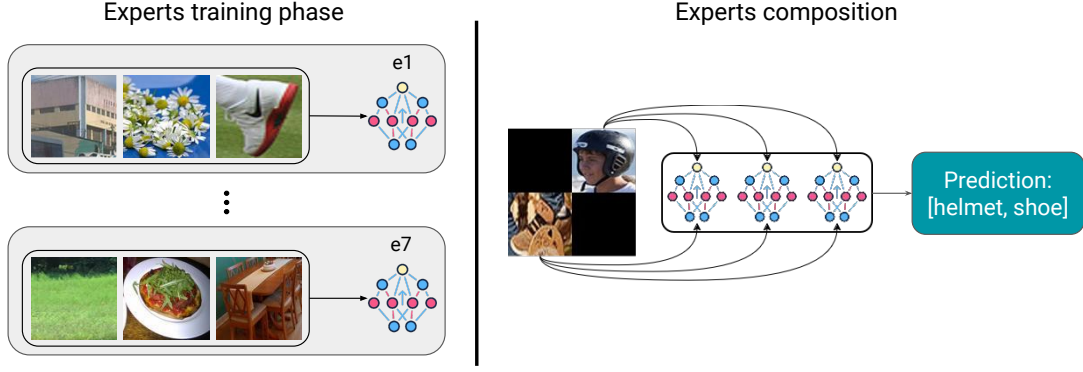 Experts training phase
Experts composition
e1
e7
Prediction:
[helmet, shoe]